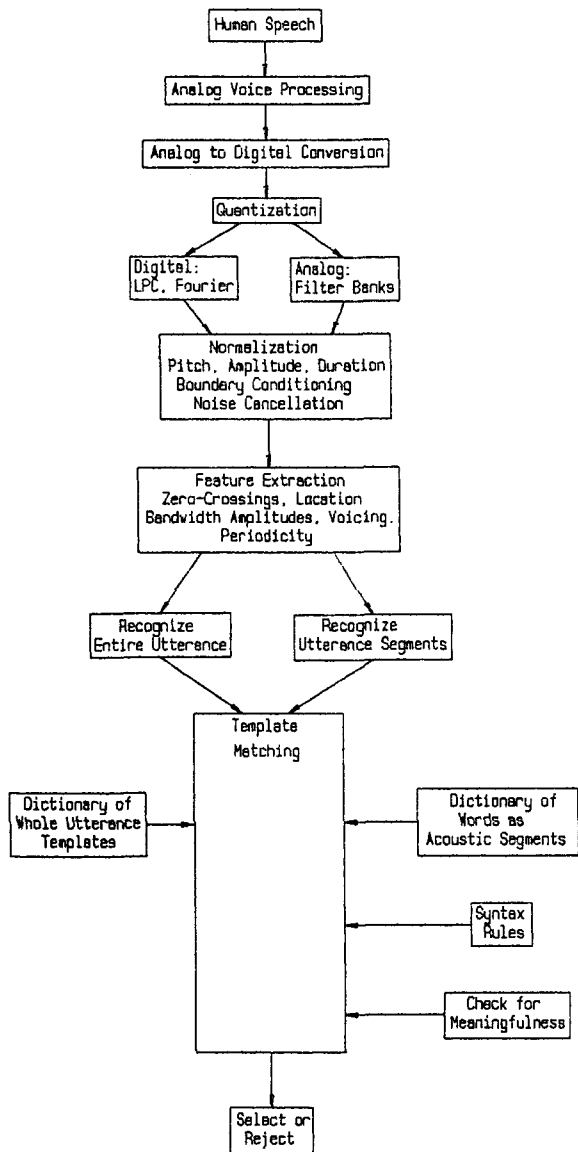 Human Speech
Analog Voice Processing
Analog to Digital Conversion
Quantization
Digital:
LPC, Fourier
Analog:
Filter Banks
Normalization
Pitch, Amplitude, Duration
Boundary Conditioning
Noise Cancellation
Feature Extraction
Zero-Crossings, Location
Bandwidth Amplitudes, Voicing.
Periodicity
Recognize
Entire Utterance
Recognize
Utterance Segments
Template
Matching
Dictionary of
Whole Utterance
Templates
Dictionary of
Words as
Acoustic Segments
Syntax
Rules
Check for
Meaningfulness
Select or
Reject